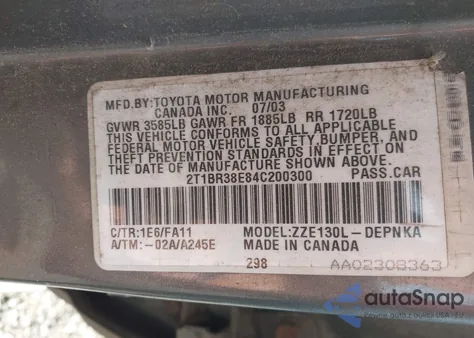 MFD.BY:TOYOTA MOTOR MANUFACTURING
CANADA INC. 07/03
GVWR 3585LB GAWR FR 1885LB RR 1720LB
THIS VEHICLE CONFORMS TO ALL APPLICABLE
FEDERAL MOTOR VEHICLE SAFETY,BUMPER, AND
THEFT PREVENTION STANDARDS IN EFFECT ON
THE DATE OF MANUFACTURE SHOWN ABOVE.
2T1BR38E84C200300 PASS.CAR
C/TR:1E6/FA11 MODEL:ZZE130L-DEPNKA
A/TM:-02A/A245E MADE IN CANADA
298 AA02308363
autoSnap